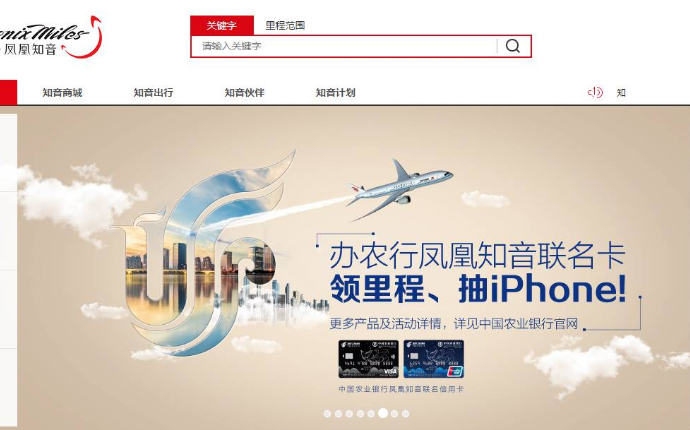 关键字 里程范围
请输入关键字
凤凰知音
知音商城 知音出行 知音伙伴 知音计划 知
办农行凤凰知音联名卡
领里程、抽iPhone!
更多产品及活动详情，详见中国农业银行官网
VISA
中国农业银行凤凰知音联名信用卡